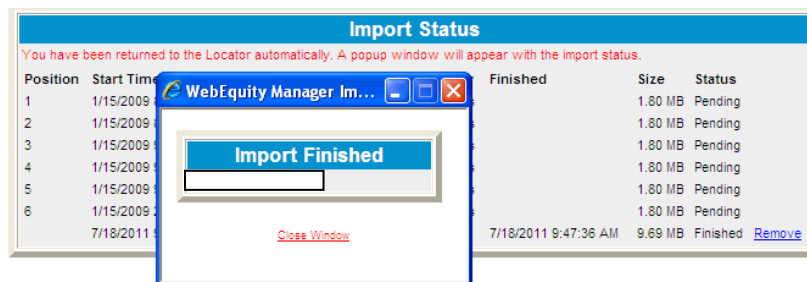 Import Status
You have been returned to the Locator automatically. A popup window will appear with the import status.
Position Start Time Finished Size Status
1 1/15/2009 1.80 MB Pending
2 1/15/2009 1.80 MB Pending
3 1/15/2009 1.80 MB Pending
4 1/15/2009 1.80 MB Pending
5 1/15/2009 1.80 MB Pending
6 1/15/2009 1.80 MB Pending
7/18/2011 7/18/2011 9:47:36 AM 9.69 MB Finished Remove
WebEquity Manager Im...
Import Finished
Close Window